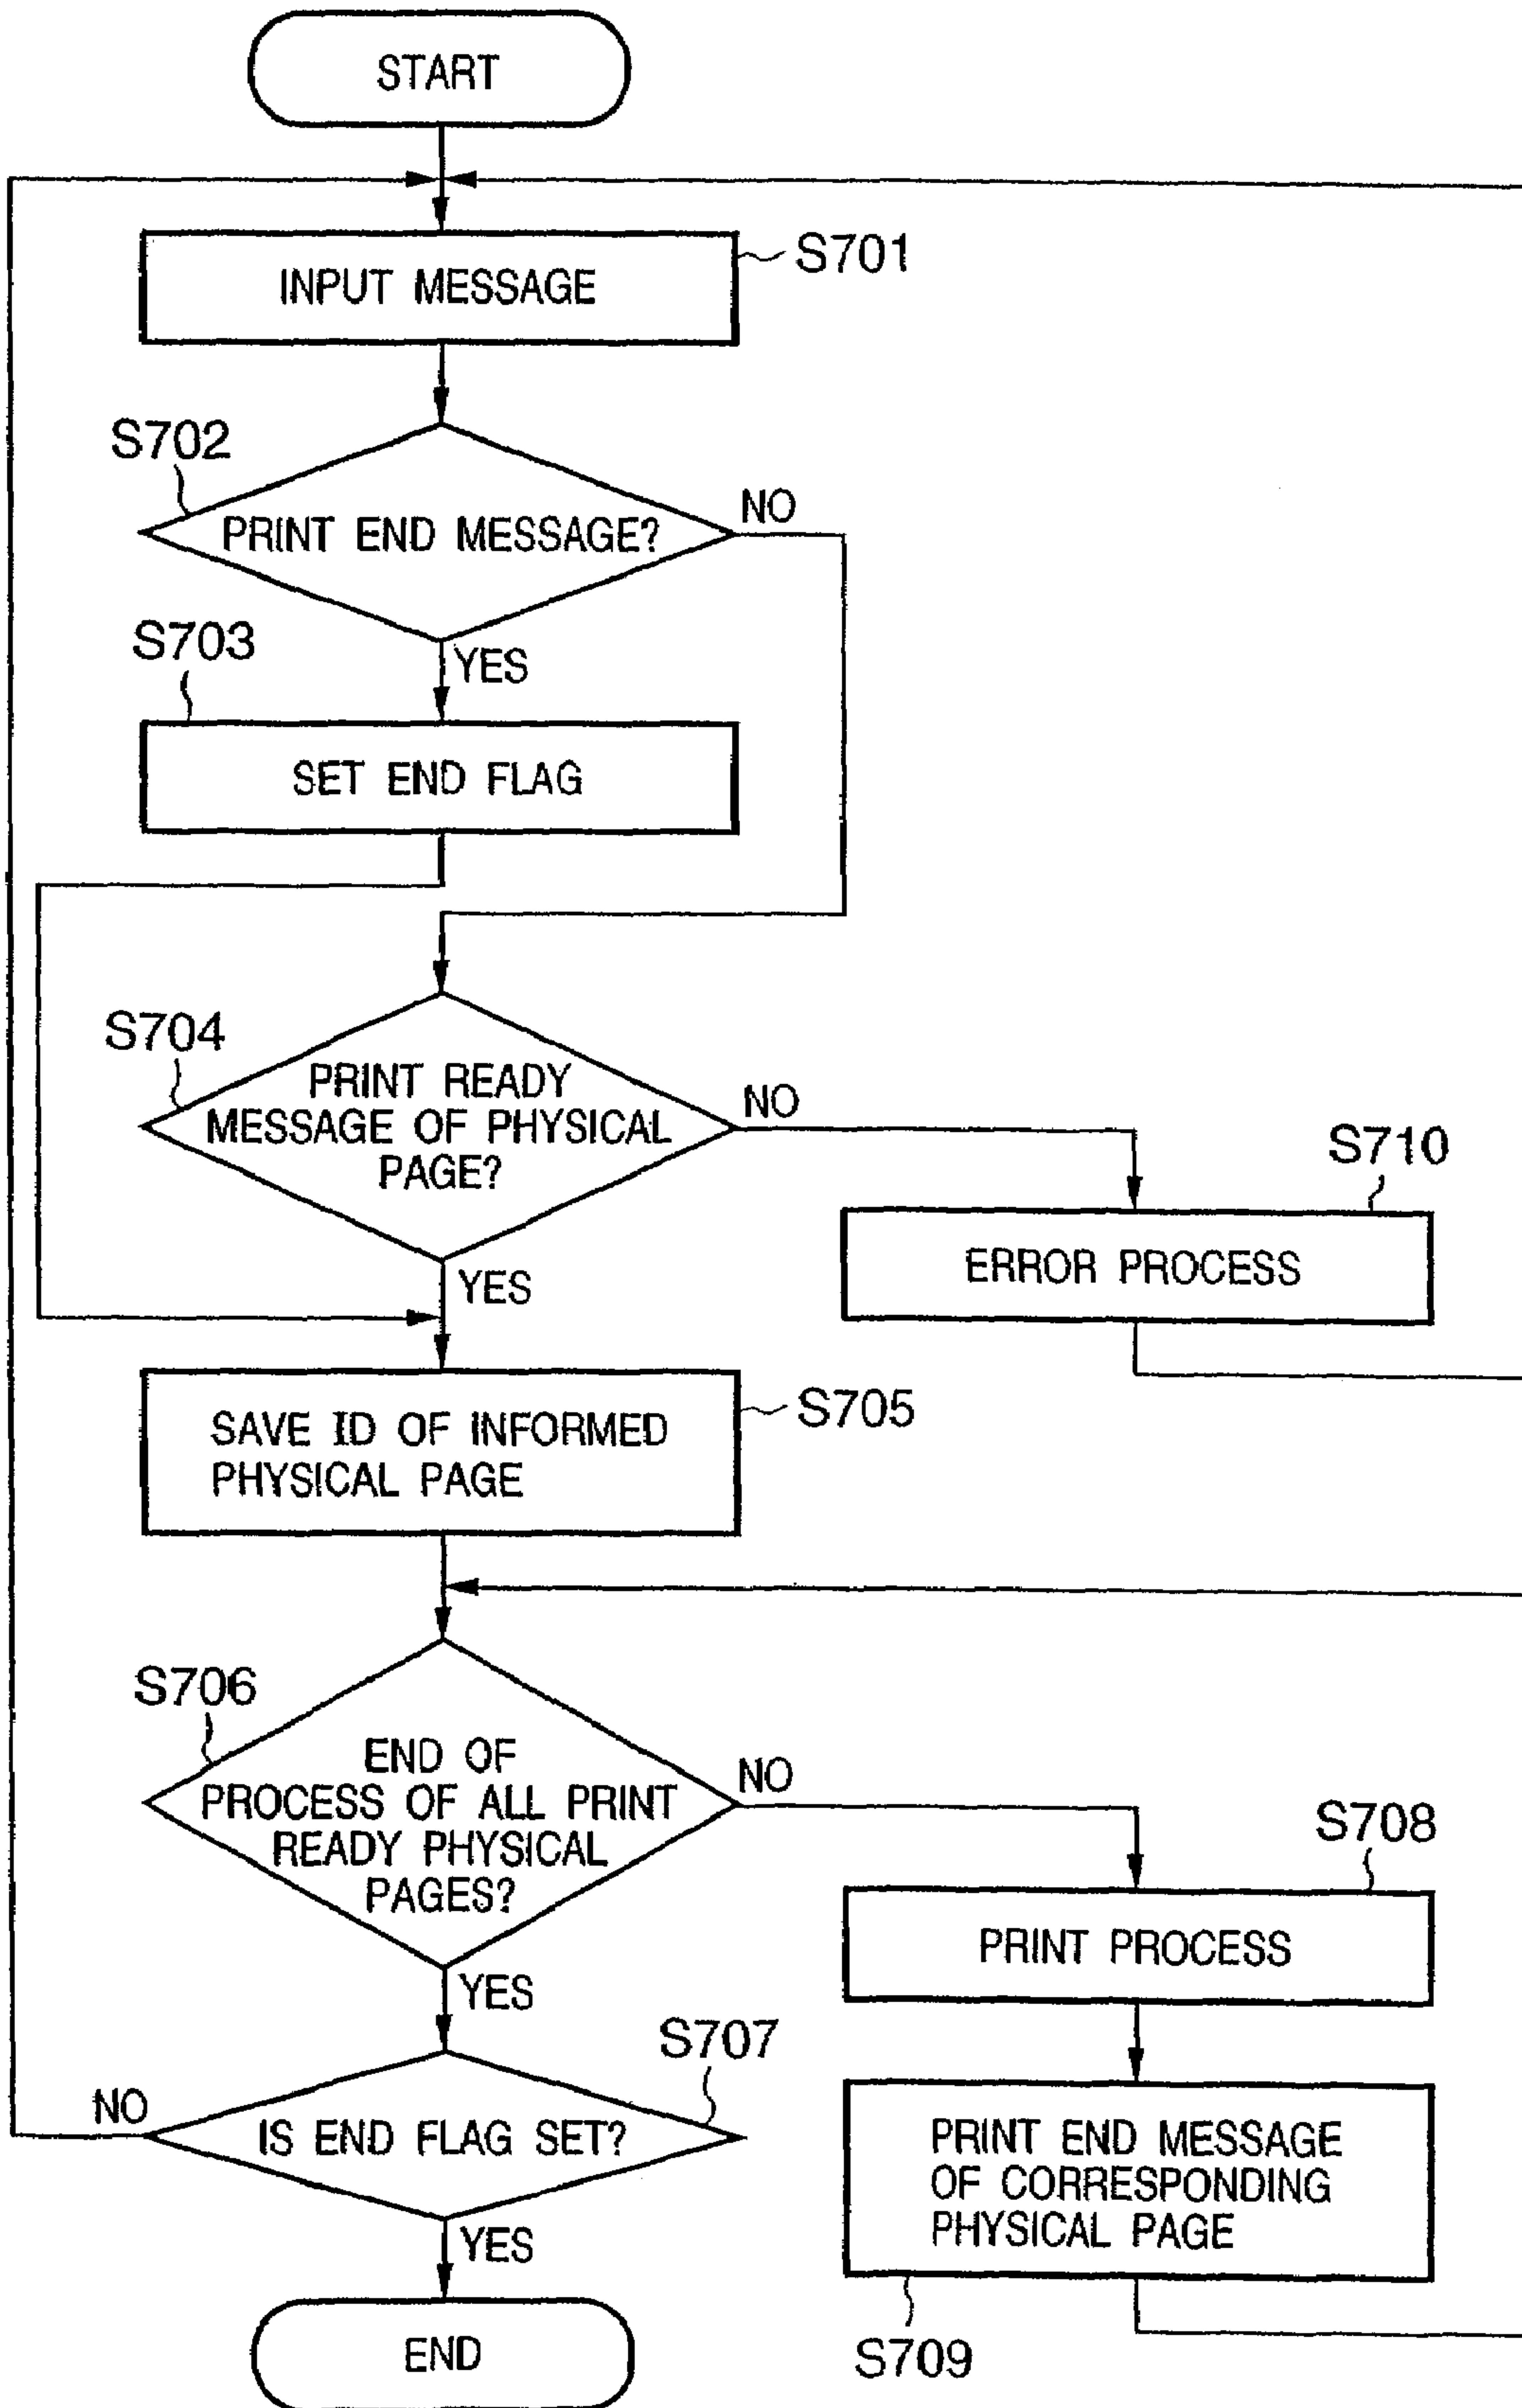 START
INPUT MESSAGE
S701
S702
PRINT END MESSAGE?
NO
YES
S703
SET END FLAG
S704
PRINT READY
MESSAGE OF PHYSICAL
PAGE?
NO
YES
S710
ERROR PROCESS
SAVE ID OF INFORMED
PHYSICAL PAGE
S705
S706
END OF
PROCESS OF ALL PRINT
READY PHYSICAL
PAGES?
NO
YES
S708
PRINT PROCESS
S707
IS END FLAG SET?
NO
YES
PRINT END MESSAGE
OF CORRESPONDING
PHYSICAL PAGE
S709
END